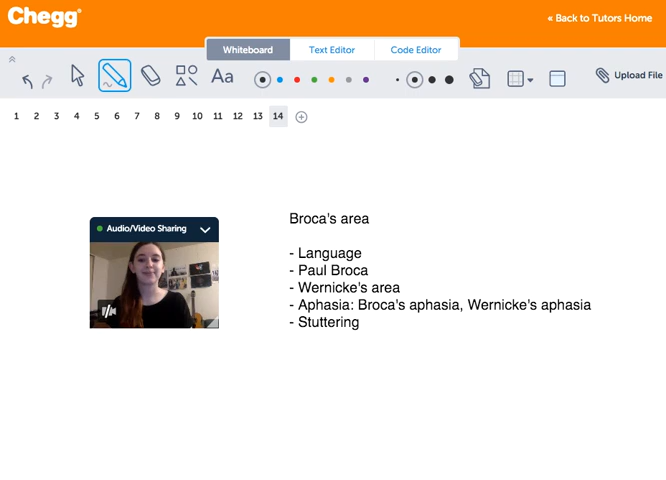 Chegg®
« Back to Tutors Home
Whiteboard
Text Editor
Code Editor
Aa
Upload File
1 2 3 4 5 6 7 8 9 10 11 12 13 14
Audio/Video Sharing
Broca's area
- Language
- Paul Broca
- Wernicke's area
- Aphasia: Broca's aphasia, Wernicke's aphasia
- Stuttering